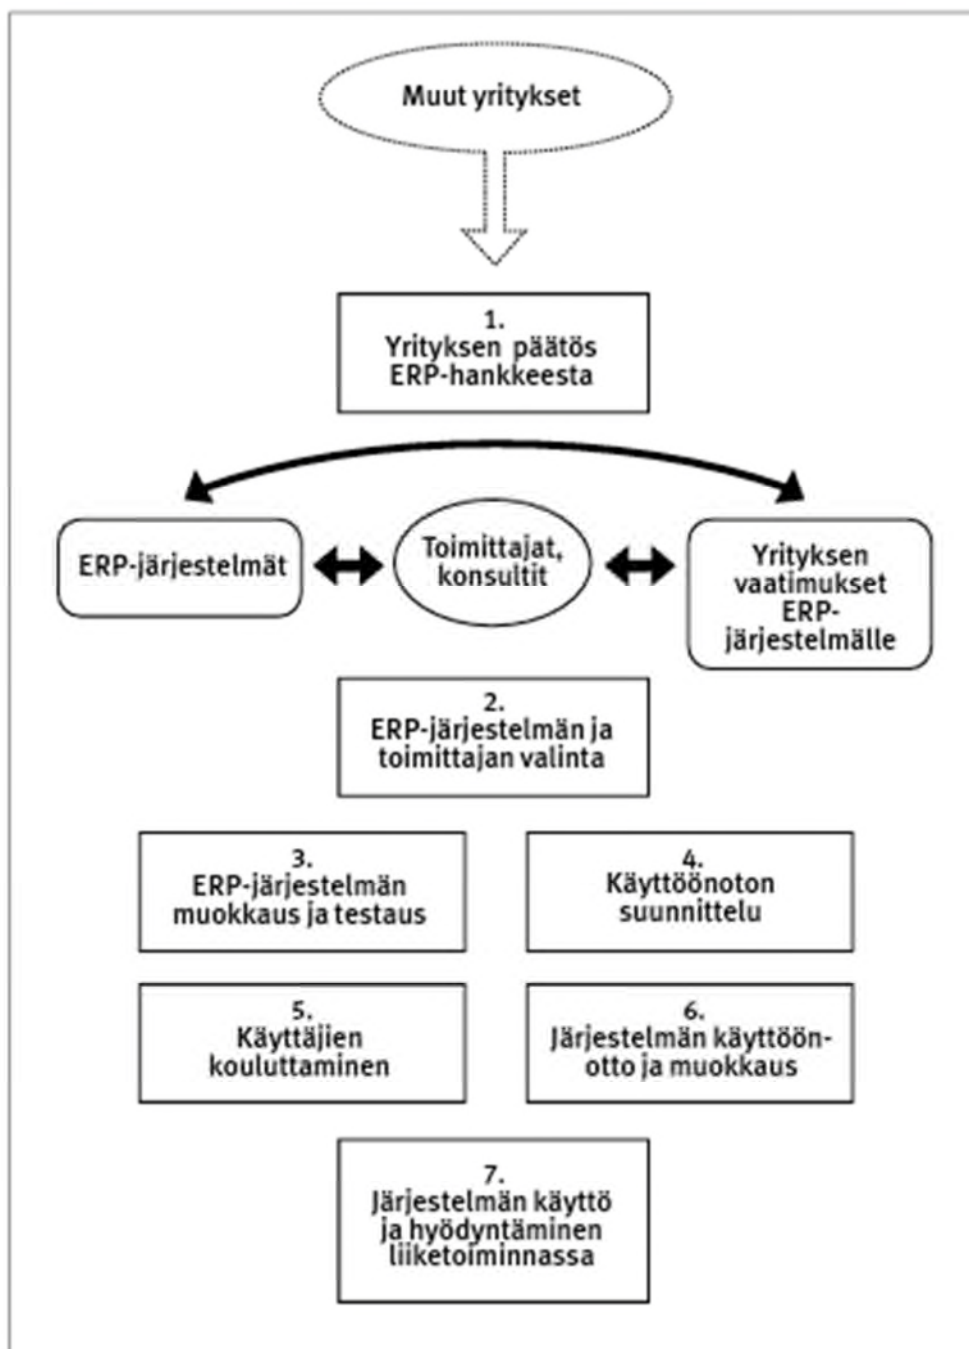 Muut yritykset
1.
Yrityksen päätös
ERP-hankkeesta
ERP-järjestelmät
Toimittajat,
konsultit
Yrityksen
vaatimukset
ERP-
järjestelmälle
2.
ERP-järjestelmän ja
toimittajan valinta
3.
ERP-järjestelmän
muokkaus ja testaus
4.
Käyttöönoton
suunnittelu
5.
Käyttäjien
kouluttaminen
6.
Järjestelmän käyttöön-
otto ja muokkaus
7.
Järjestelmän käyttö
ja hyödyntäminen
liiketoiminnassa